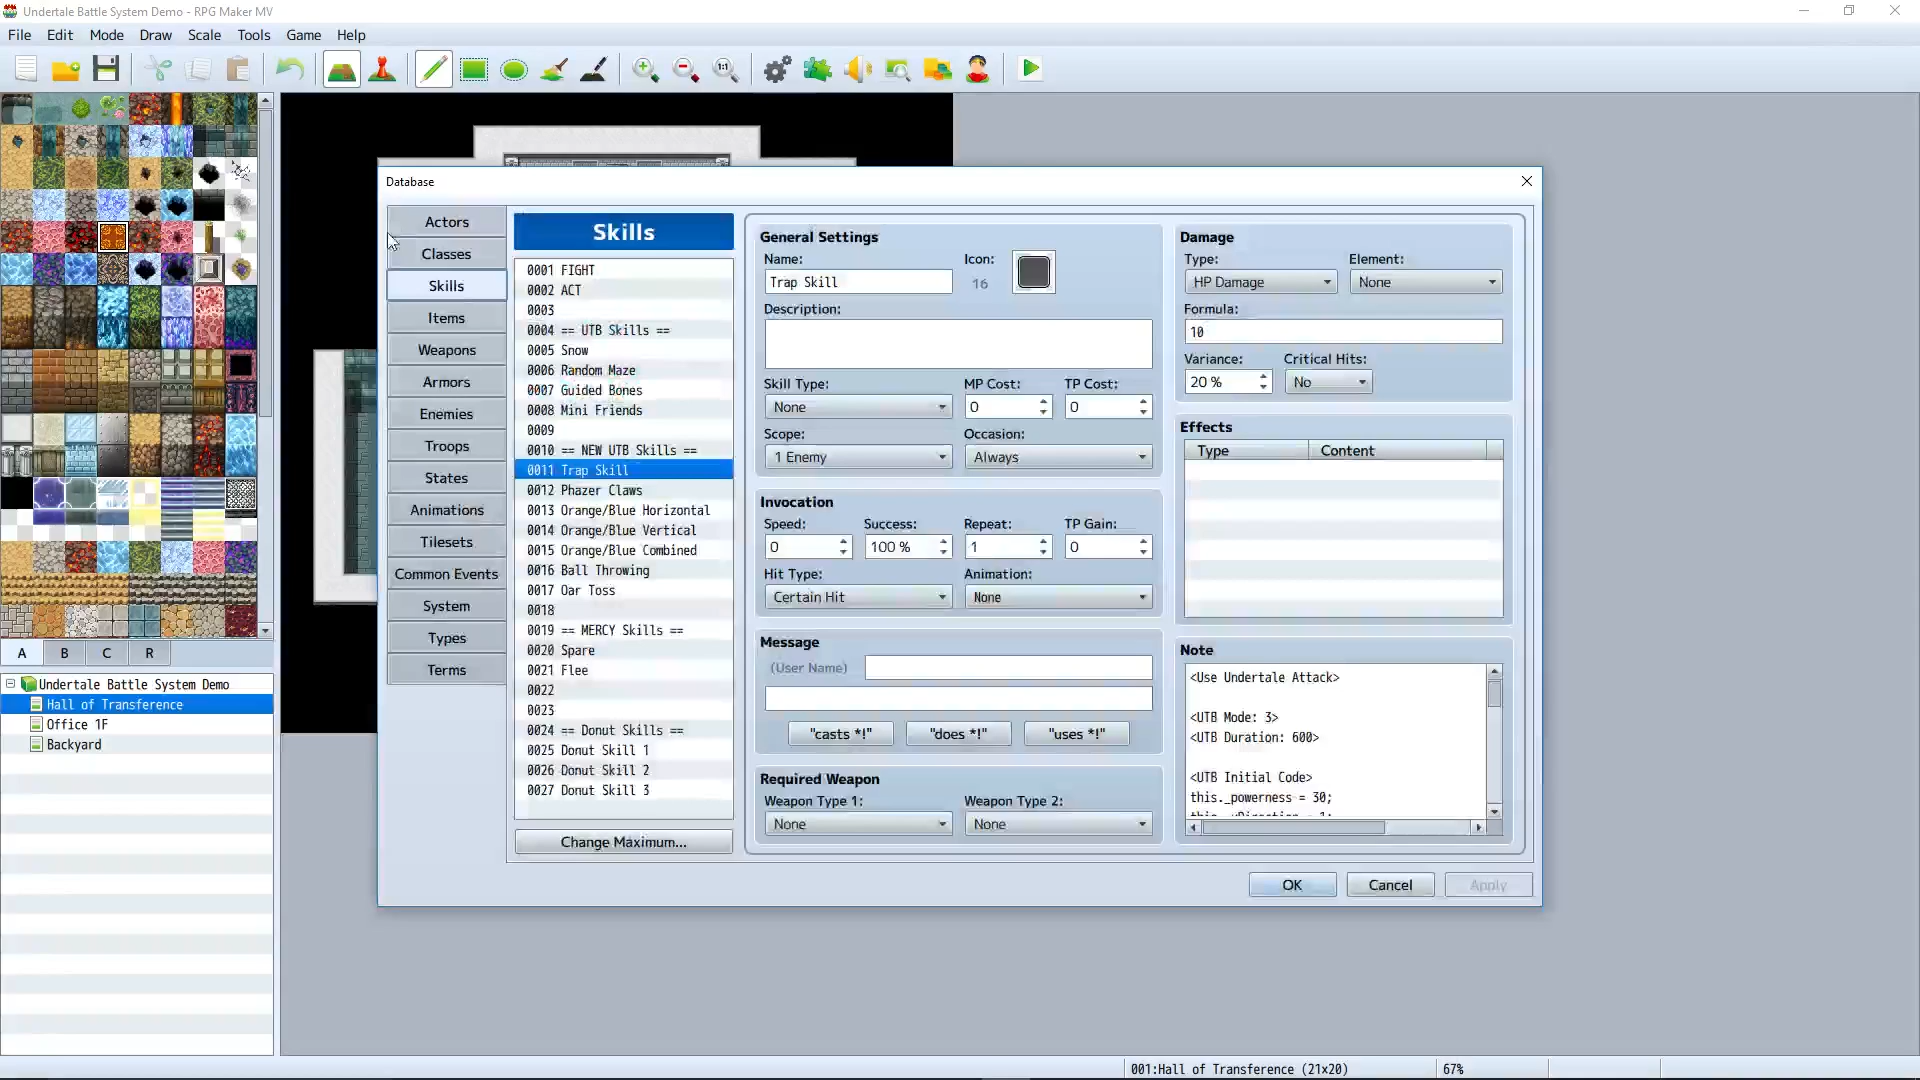 Undertale Battle System Demo - RPG Maker MV
File Edit Mode Draw Scale Tools Game Help
1:1
Database
Actors
Classes
Skills
Items
Weapons
Armors
Enemies
Troops
States
Animations
Tilesets
Common Events
System
Types
Terms
Skills
0001 FIGHT
0002 ACT
0003
0004 == UTB Skills ==
0005 Snow
0006 Random Maze
0007 Guided Bones
0008 Mini Friends
0009
0010 == NEW UTB Skills ==
0011 Trap Skill
0012 Phazer Claws
0013 Orange/Blue Horizontal
0014 Orange/Blue Vertical
0015 Orange/Blue Combined
0016 Ball Throwing
0017 Oar Toss
0018
0019 == MERCY Skills ==
0020 Spare
0021 Flee
0022
0023
0024 == Donut Skills ==
0025 Donut Skill 1
0026 Donut Skill 2
0027 Donut Skill 3
Change Maximum...
General Settings
Name: Icon:
Trap Skill 16
Description:
Skill Type: MP Cost: TP Cost:
None 0 0
Scope: Occasion:
1 Enemy Always
Invocation
Speed: Success: Repeat: TP Gain:
0 100 % 1 0
Hit Type: Animation:
Certain Hit None
Message
(User Name)
"casts *!" "does *!" "uses *!"
Required Weapon
Weapon Type 1: Weapon Type 2:
None None
Damage
Type: Element:
HP Damage None
Formula:
10
Variance: Critical Hits:
20 % No
Effects
Type Content
Note
<Use Undertale Attack>
<UTB Mode: 3>
<UTB Duration: 600>
<UTB Initial Code>
this._powerness = 30;
OK Cancel Apply
A B C R
Undertale Battle System Demo
Hall of Transference
Office 1F
Backyard
001:Hall of Transference (21x20) 67%